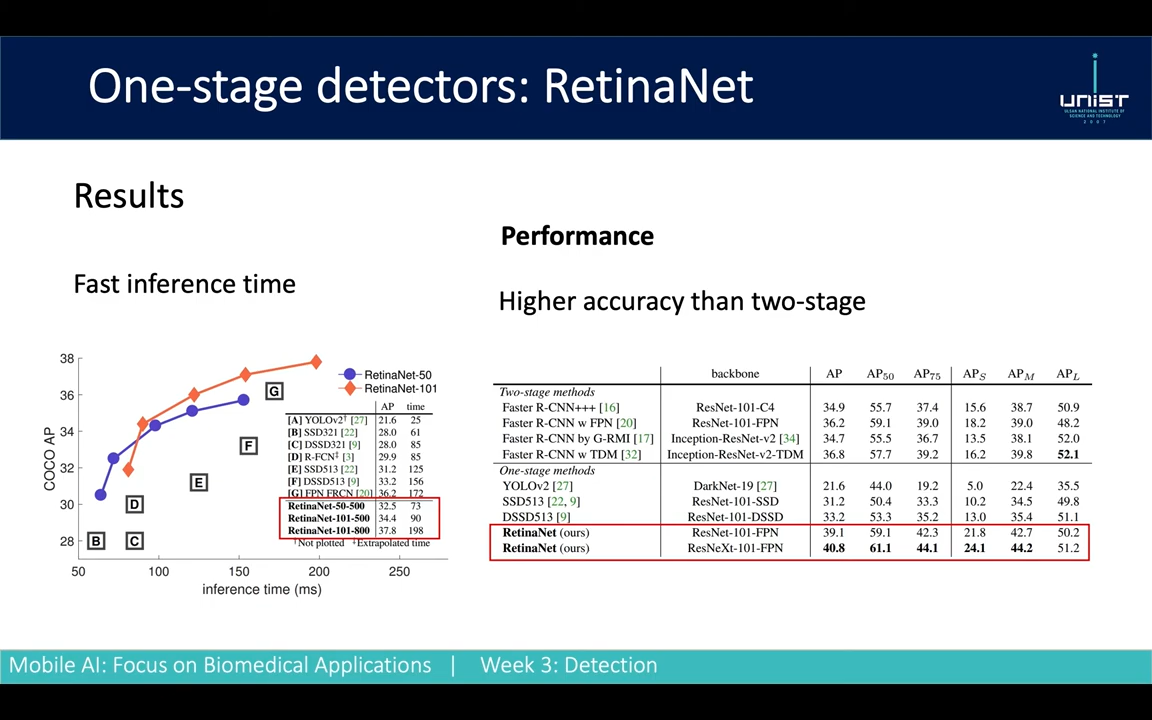 One-stage detectors: RetinaNet
UNIST
ULSAN NATIONAL INSTITUTE OF
SCIENCE AND TECHNOLOGY
2007
Results
Performance
Fast inference time
Higher accuracy than two-stage
38
36
34
32
30
28
COCO AP
50 100 150 200 250
inference time (ms)
B
C
D
E
F
G
RetinaNet-50
RetinaNet-101
AP time
[A] YOLOv2† [27] 21.6 25
[B] SSD321 [22] 28.0 61
[C] DSSD321 [9] 28.0 85
[D] R-FCN‡ [3] 29.9 85
[E] SSD513 [22] 31.2 125
[F] DSSD513 [9] 33.2 156
[G] FPN FRCN [20] 36.2 172
RetinaNet-50-500 32.5 73
RetinaNet-101-500 34.4 90
RetinaNet-101-800 37.8 198
†Not plotted ‡Extrapolated time
backbone AP AP50 AP75 APS APM APL
Two-stage methods
Faster R-CNN+++ [16] ResNet-101-C4 34.9 55.7 37.4 15.6 38.7 50.9
Faster R-CNN w FPN [20] ResNet-101-FPN 36.2 59.1 39.0 18.2 39.0 48.2
Faster R-CNN by G-RMI [17] Inception-ResNet-v2 [34] 34.7 55.5 36.7 13.5 38.1 52.0
Faster R-CNN w TDM [32] Inception-ResNet-v2-TDM 36.8 57.7 39.2 16.2 39.8 52.1
One-stage methods
YOLOv2 [27] DarkNet-19 [27] 21.6 44.0 19.2 5.0 22.4 35.5
SSD513 [22, 9] ResNet-101-SSD 31.2 50.4 33.3 10.2 34.5 49.8
DSSD513 [9] ResNet-101-DSSD 33.2 53.3 35.2 13.0 35.4 51.1
RetinaNet (ours) ResNet-101-FPN 39.1 59.1 42.3 21.8 42.7 50.2
RetinaNet (ours) ResNeXt-101-FPN 40.8 61.1 44.1 24.1 44.2 51.2
Mobile AI: Focus on Biomedical Applications | Week 3: Detection